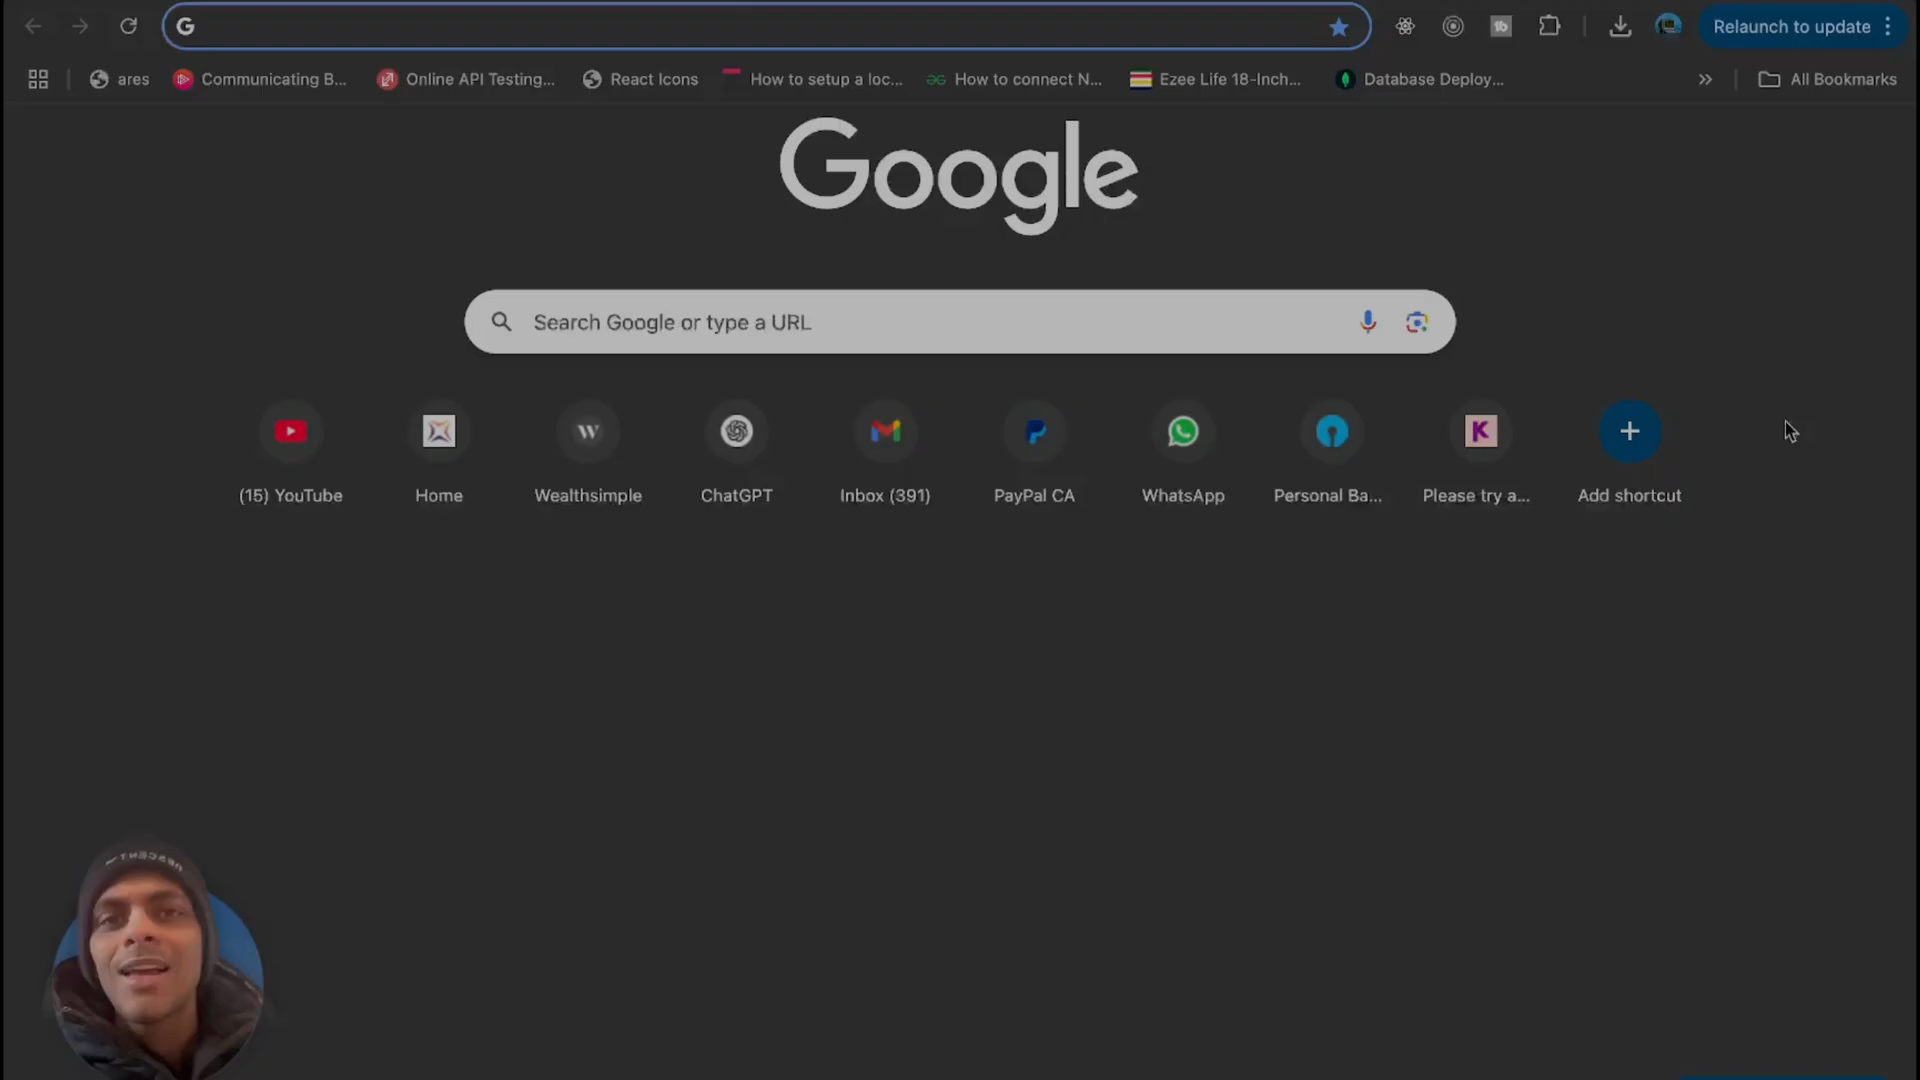 Relaunch to update
ares
Communicating B...
Online API Testing...
React Icons
How to setup a loc...
How to connect N...
Ezee Life 18-Inch...
Database Deploy...
All Bookmarks
Google
Search Google or type a URL
(15) YouTube
Home
Wealthsimple
ChatGPT
Inbox (391)
PayPal CA
WhatsApp
Personal Ba...
Please try a...
Add shortcut